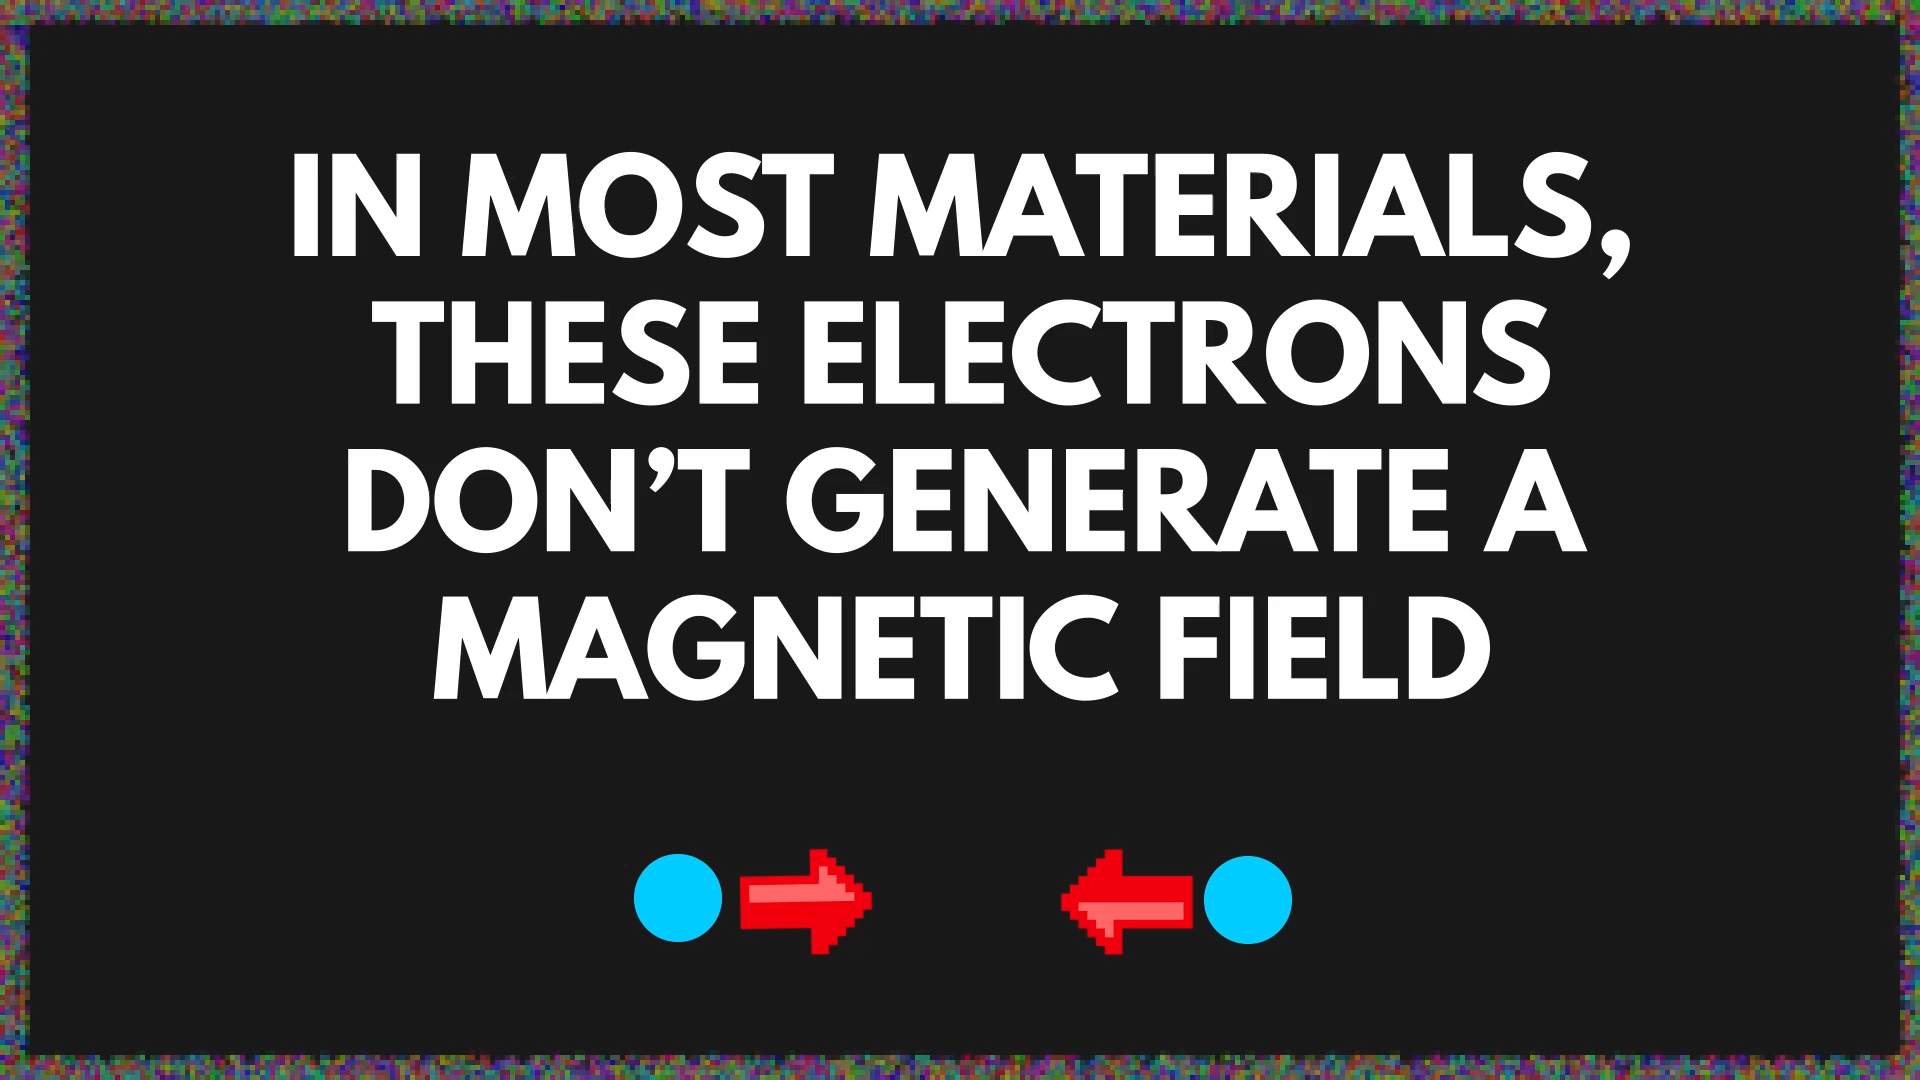 IN MOST MATERIALS,
THESE ELECTRONS
DON’T GENERATE A
MAGNETIC FIELD